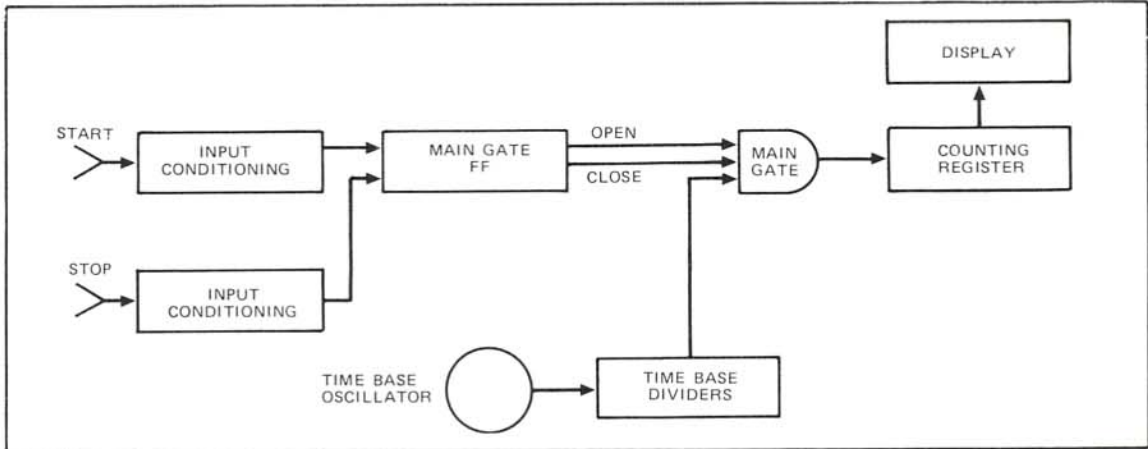 DISPLAY
START
INPUT
CONDITIONING
MAIN GATE
FF
OPEN
CLOSE
MAIN
GATE
COUNTING
REGISTER
STOP
INPUT
CONDITIONING
TIME BASE
OSCILLATOR
TIME BASE
DIVIDERS